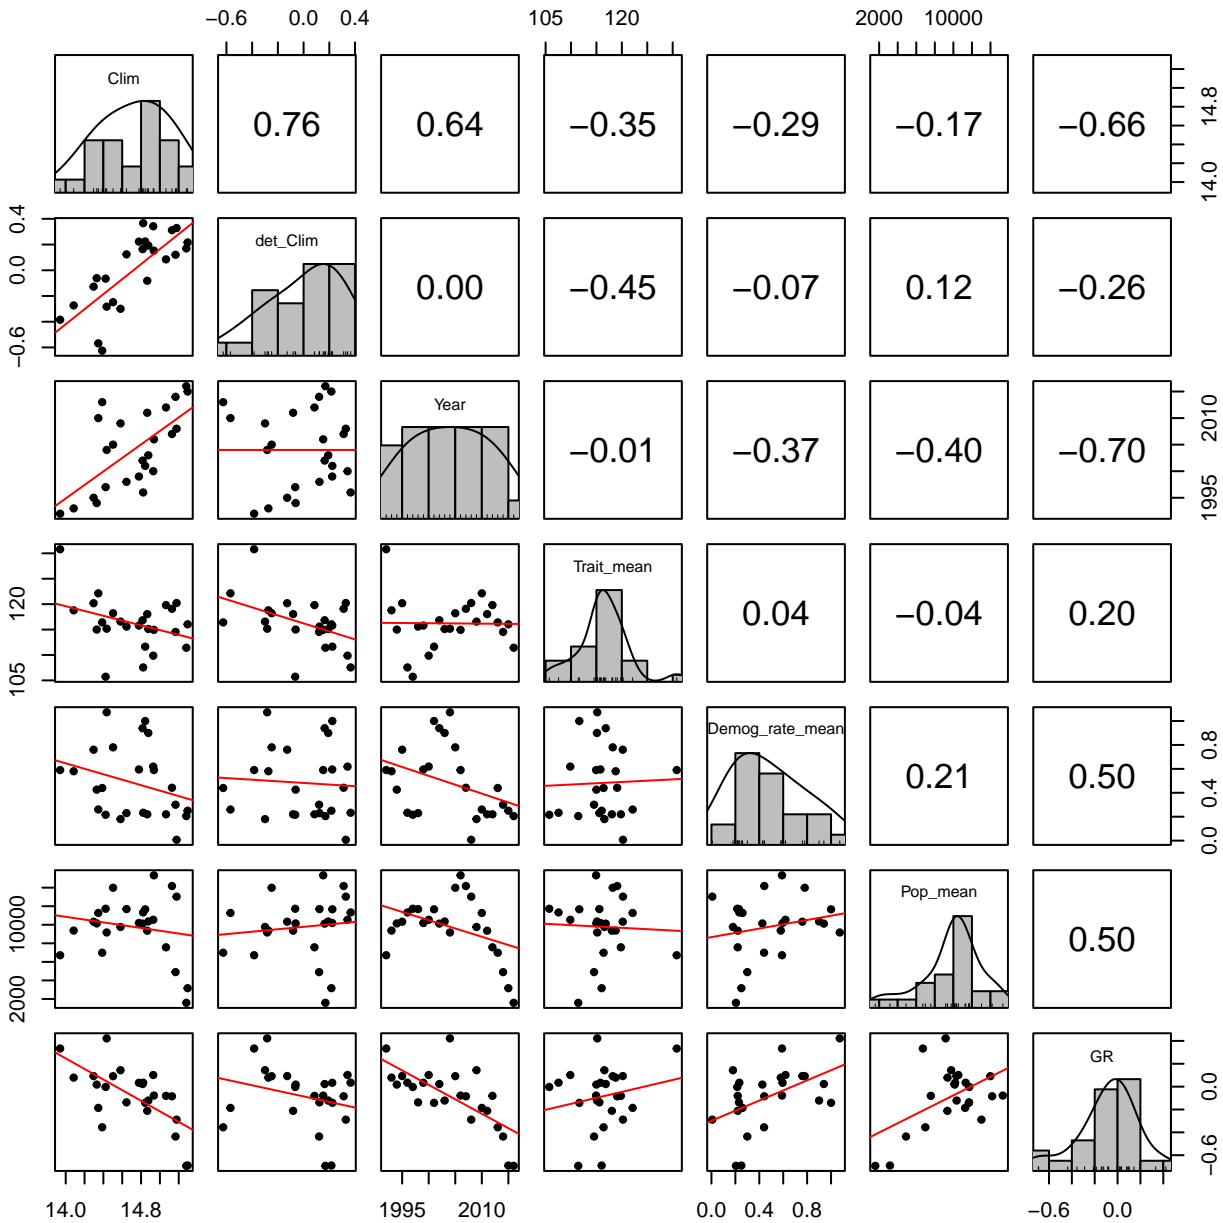 −0.6 0.0 0.4 105 120 2000 10000
Clim
0.76 0.64 −0.35 −0.29 −0.17 −0.66
14.0 14.8
−0.6 0.0 0.4
det_Clim
0.00 −0.45 −0.07 0.12 −0.26
Year
−0.01 −0.37 −0.40 −0.70
1995 2010
105 120
Trait_mean
0.04 −0.04 0.20
Demog_rate_mean
0.21 0.50
0.0 0.4 0.8
2000 10000
Pop_mean
0.50
GR
−0.6 0.0
14.0 14.8 1995 2010 0.0 0.4 0.8 −0.6 0.0